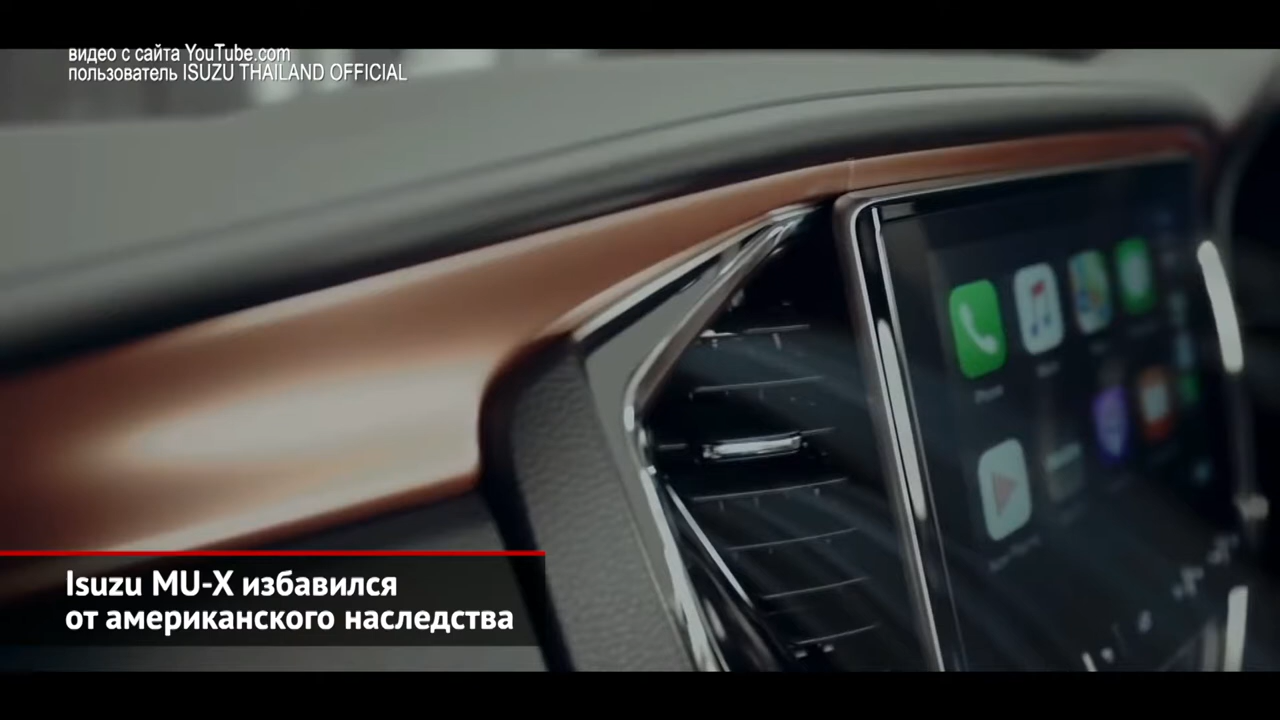 видео с сайта YouTube.com
пользователь ISUZU THAILAND OFFICIAL
Isuzu MU-X избавился
от американского наследства